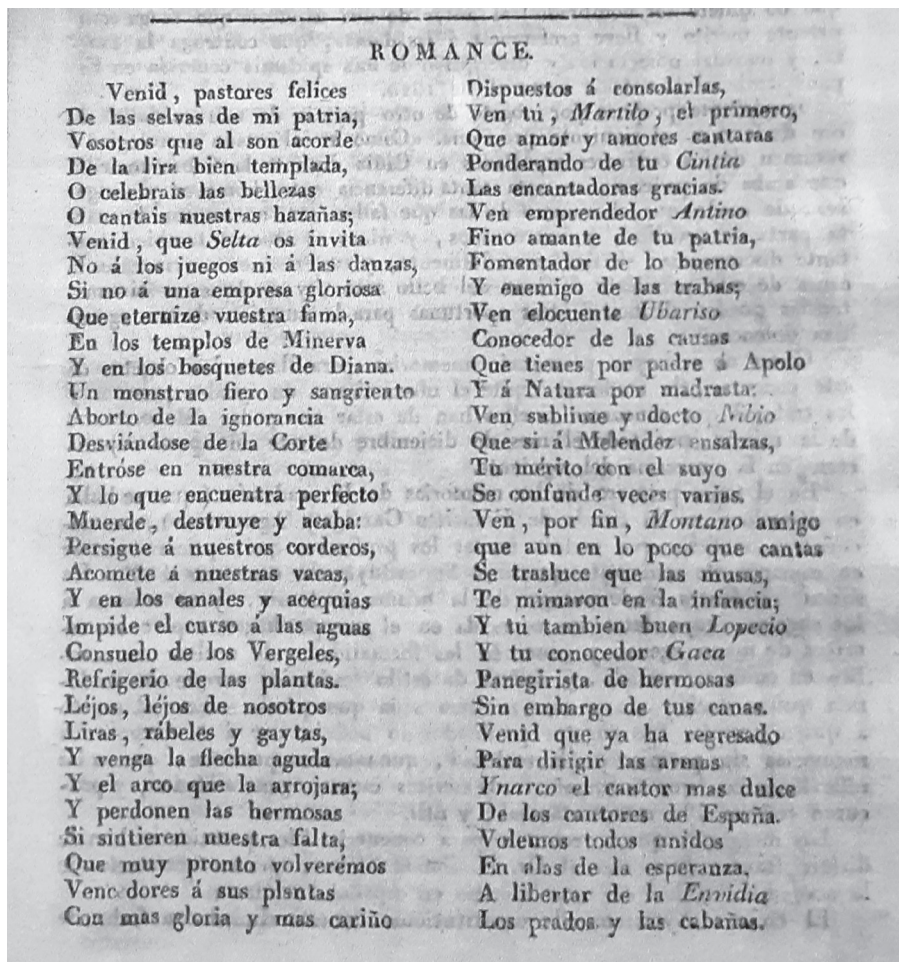 ROMANCE.
Venid, pastores felices
De las selvas de mi patria,
Vosotros que al son acorde
De la lira bien templada,
O celebrais las bellezas
O cantais nuestras hazañas;
Venid, que Selta os invita
No á los juegos ni á las danzas,
Si no á una empresa gloriosa
Que eternize vuestra fama,
En los templos de Minerva
Y en los bosquetes de Diana.
Un monstruo fiero y sangriento
Aborto de la ignorancia
Desviándose de la Corte
Entróse en nuestra comarca,
Y lo que encuentra perfecto
Muerde, destruye y acaba:
Persigue á nuestros corderos,
Acomete á nuestras vacas,
Y en los canales y acequias
Impide el curso á las aguas
Consuelo de los Vergeles,
Refrigerio de las plantas.
Léjos, léjos de nosotros
Liras, rábeles y gaytas,
Y venga la flecha aguda
Y el arco que la arrojara;
Y perdonen las hermosas
Si sintieren nuestra falta,
Que muy pronto volverémos
Venc dores á sus plantas
Con mas gloria y mas cariño
Dispuestos á consolarlas,
Ven tú, Martilo, el primero,
Que amor y amores cantaras
Ponderando de tu Cintia
Las encantadoras gracias.
Ven emprendedor Antino
Fino amante de tu patria,
Fomentador de lo bueno
Y enemigo de las trabas;
Ven elocuente Ubariso
Conocedor de las causas
Que tienes por padre á Apolo
Y á Natura por madrasta:
Ven sublime y docto Nibio
Que si á Melendez ensalzas,
Tu mérito con el suyo
Se confunde veces varias.
Ven, por fin, Montano amigo
que aun en lo poco que cantas
Se trasluce que las musas,
Te mimaron en la infancia;
Y tú tambien buen Lopecio
Y tu conocedor Gaea
Panegirista de hermosas
Sin embargo de tus canas.
Venid que ya ha regresado
Para dirigir las armas
Ynarco el cantor mas dulce
De los cantores de España.
Volemos todos unidos
En alas de la esperanza,
A libertar de la Envidia
Los prados y las cabañas.